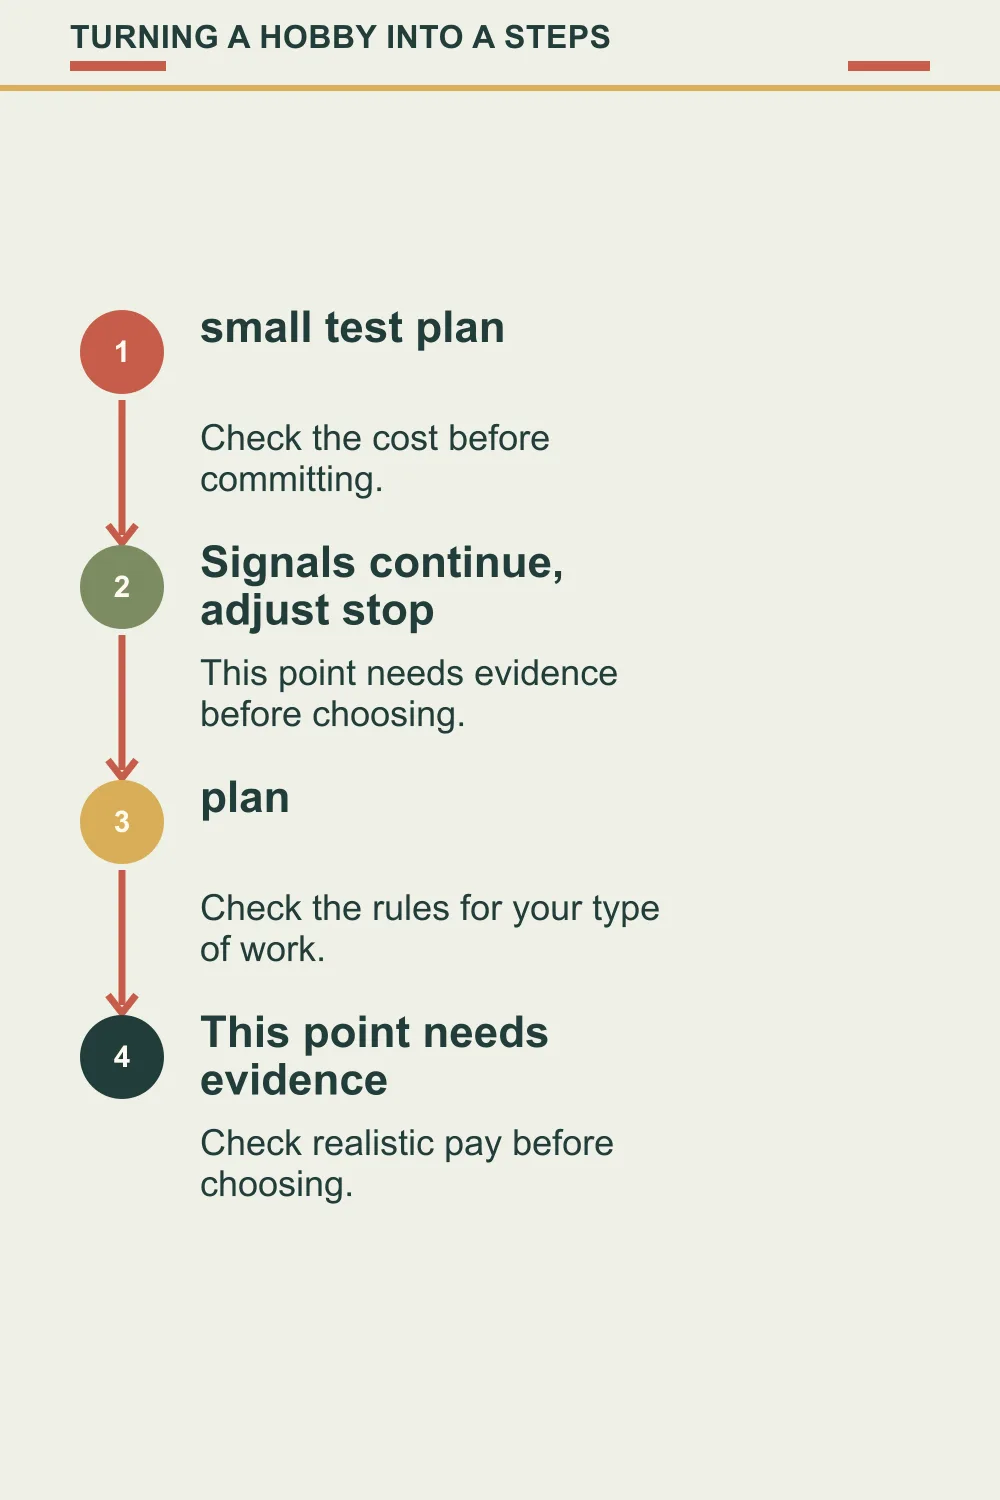 TURNING A HOBBY INTO A STEPS
1
small test plan
Check the cost before
committing.
2
Signals continue,
adjust stop
This point needs evidence
before choosing.
3
plan
Check the rules for your type
of work.
4
This point needs
evidence
Check realistic pay before
choosing.